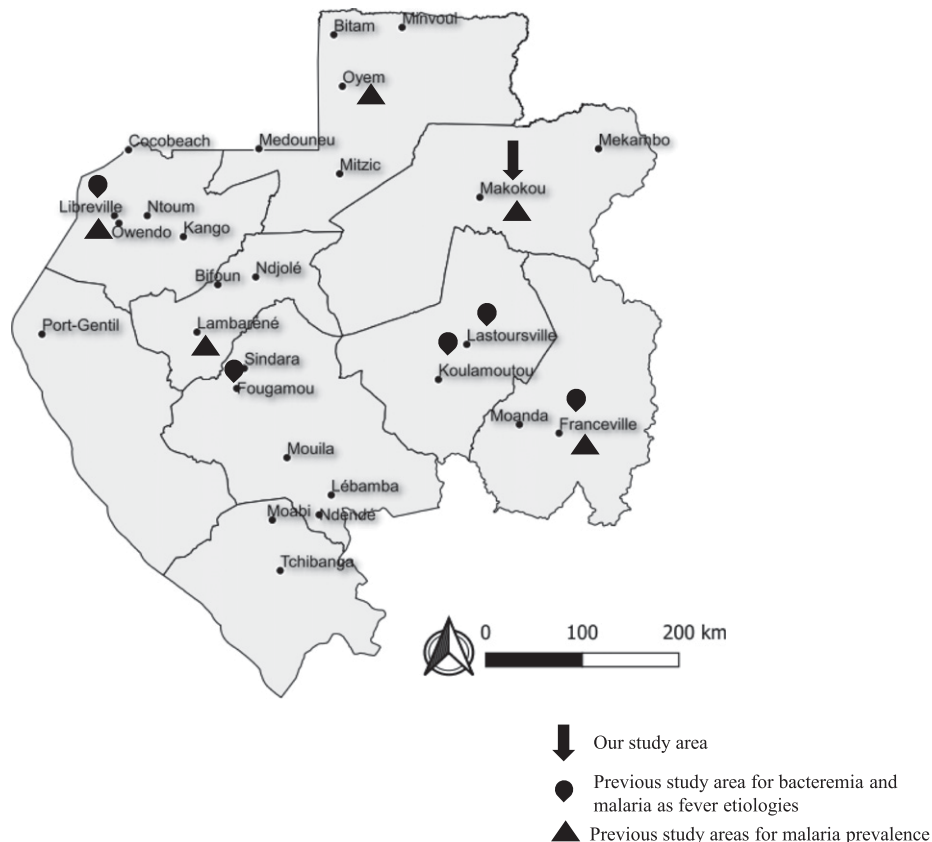 Minvoul
Bitam
Oyem
Cocobeach
Medouneu
Mekambo
Mitzic
Makokou
Libreville
Ntoum
Owendo
Kango
Bifoun
Ndjolé
Port-Gentil
Lambaréné
Lastoursville
Sindara
Koulamoutou
Fougamou
Moanda
Franceville
Mouila
Lébamba
Moabi
Ndendé
Tchibanga
0 100 200 km
Our study area
Previous study area for bacteremia and
malaria as fever etiologies
Previous study areas for malaria prevalence